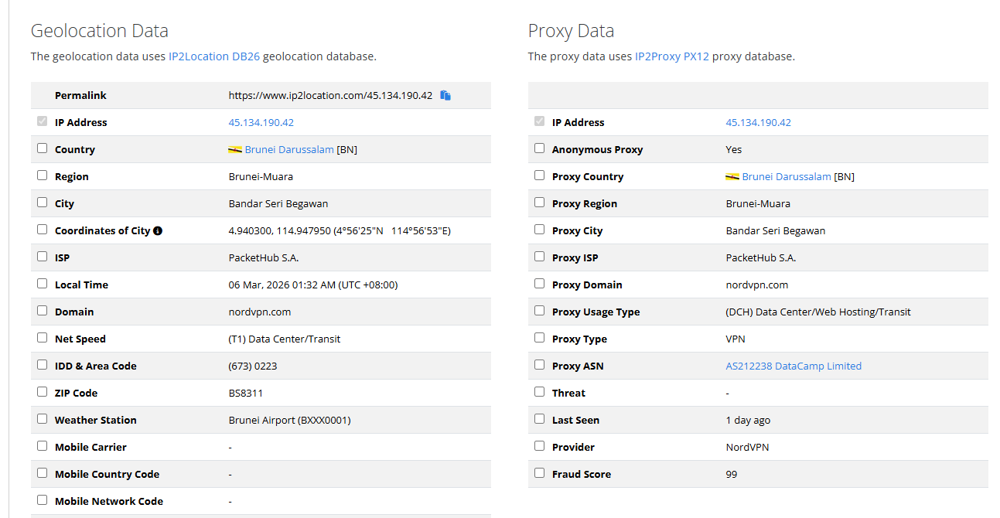 Geolocation Data
The geolocation data uses IP2Location DB26 geolocation database.
Permalink https://www.ip2location.com/45.134.190.42
IP Address 45.134.190.42
Country Brunei Darussalam [BN]
Region Brunei-Muara
City Bandar Seri Begawan
Coordinates of City 4.940300, 114.947950 (4°56'25"N 114°56'53"E)
ISP PacketHub S.A.
Local Time 06 Mar, 2026 01:32 AM (UTC +08:00)
Domain nordvpn.com
Net Speed (T1) Data Center/Transit
IDD & Area Code (673) 0223
ZIP Code BS8311
Weather Station Brunei Airport (BXXX0001)
Mobile Carrier -
Mobile Country Code -
Mobile Network Code -
Proxy Data
The proxy data uses IP2Proxy PX12 proxy database.
IP Address 45.134.190.42
Anonymous Proxy Yes
Proxy Country Brunei Darussalam [BN]
Proxy Region Brunei-Muara
Proxy City Bandar Seri Begawan
Proxy ISP PacketHub S.A.
Proxy Domain nordvpn.com
Proxy Usage Type (DCH) Data Center/Web Hosting/Transit
Proxy Type VPN
Proxy ASN AS212238 DataCamp Limited
Threat -
Last Seen 1 day ago
Provider NordVPN
Fraud Score 99